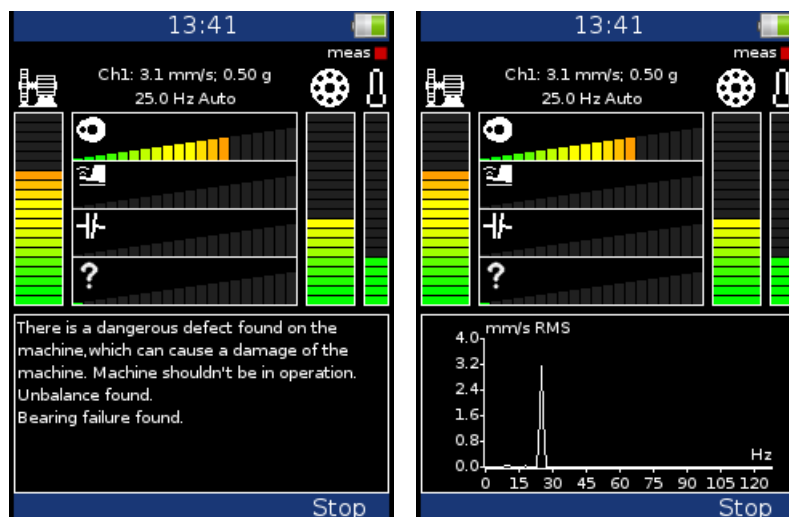 13:41
meas
Ch1: 3.1 mm/s; 0.50 g
25.0 Hz Auto
?
There is a dangerous defect found on the
machine,which can cause a damage of the
machine. Machine shouldn't be in operation.
Unbalance found.
Bearing failure found.
Stop
13:41
meas
Ch1: 3.1 mm/s; 0.50 g
25.0 Hz Auto
?
mm/s RMS
4.0
3.2
2.4
1.6
0.8
0.0
Hz
0 15 30 45 60 75 90 105 120
Stop